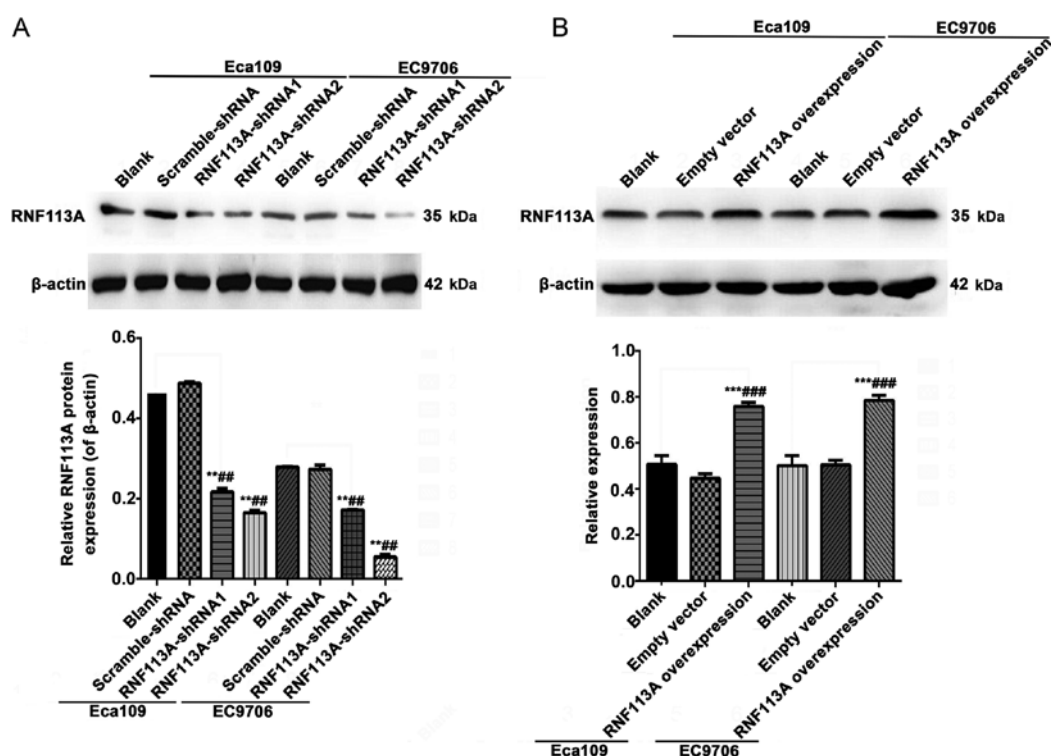 A
Eca109
EC9706
Blank
Scramble-shRNA
RNF113A-shRNA1
RNF113A-shRNA2
Blank
Scramble-shRNA
RNF113A-shRNA1
RNF113A-shRNA2
RNF113A
35 kDa
β-actin
42 kDa
Relative RNF113A protein
expression (of β-actin)
0.6
0.4
0.2
0.0
**##
**##
**##
**##
Blank
Scramble-shRNA
RNF113A-shRNA1
RNF113A-shRNA2
Blank
Scramble-shRNA
RNF113A-shRNA1
RNF113A-shRNA2
Eca109
EC9706
B
Eca109
EC9706
Blank
Empty vector
RNF113A overexpression
Blank
Empty vector
RNF113A overexpression
RNF113A
35 kDa
β-actin
42 kDa
Relative expression
1.0
0.8
0.6
0.4
0.2
0.0
***###
***###
Blank
Empty vector
RNF113A overexpression
Blank
Empty vector
RNF113A overexpression
Eca109
EC9706
Blank